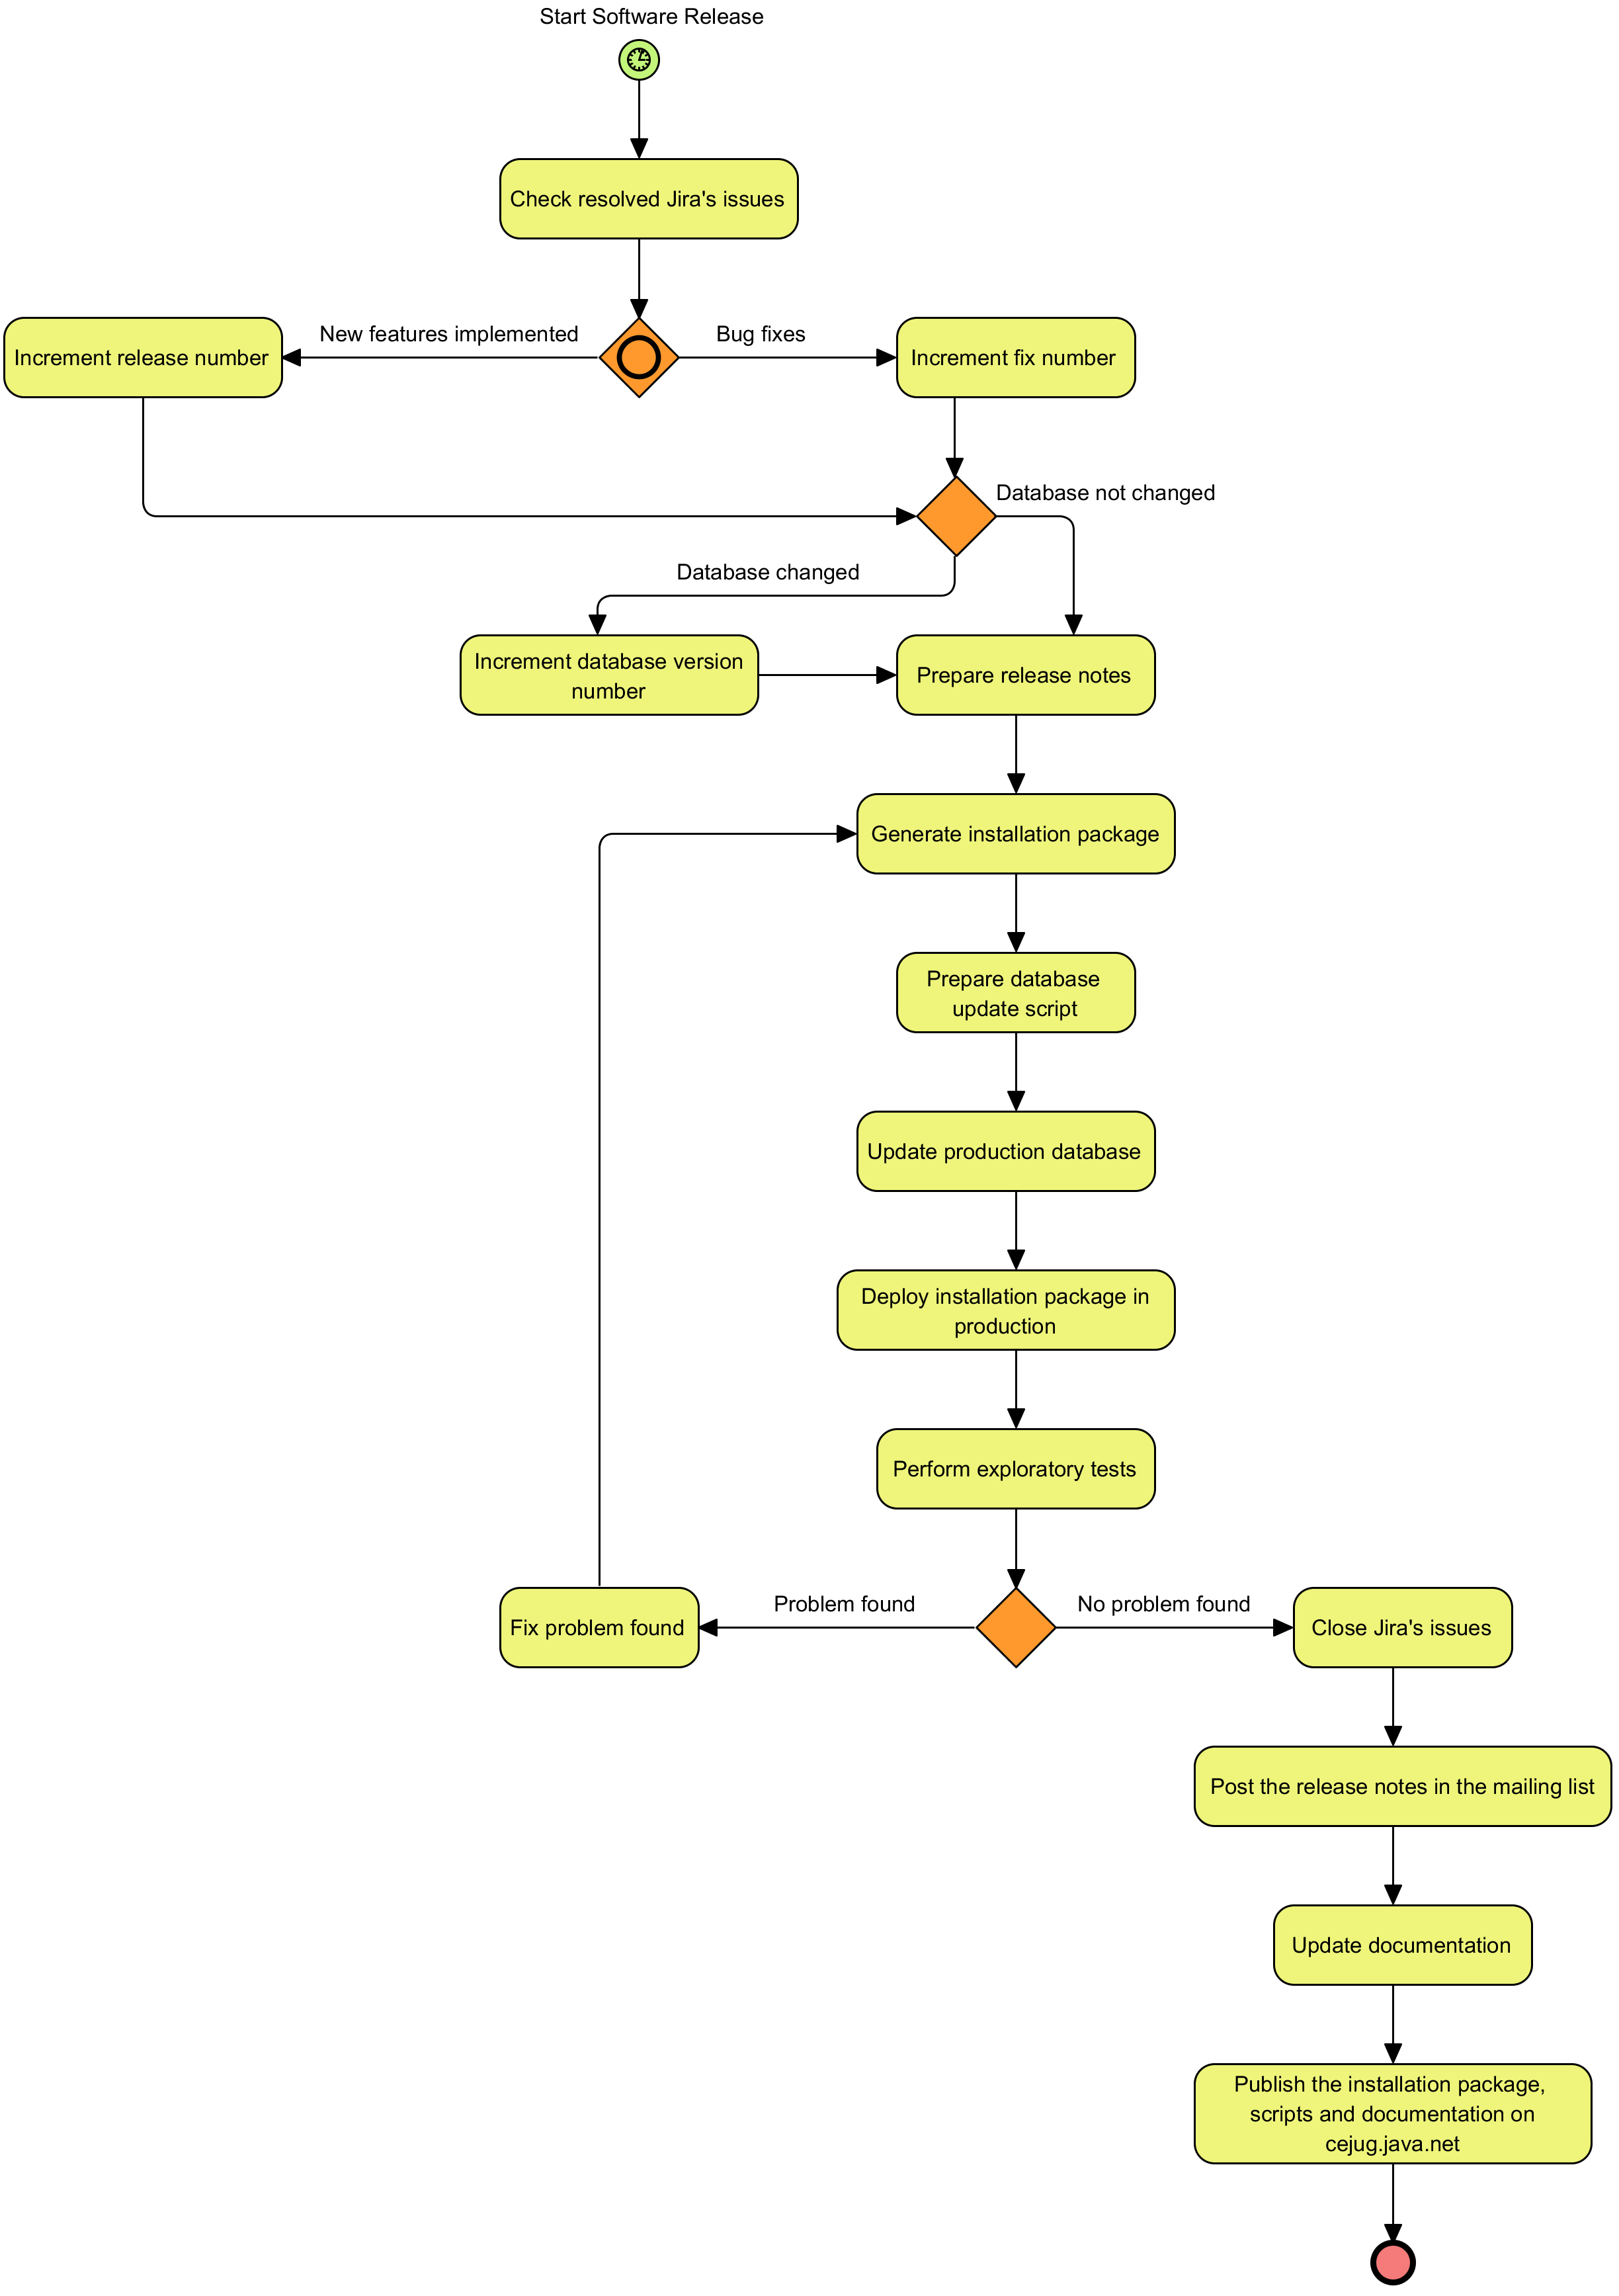 Start Software Release
Check resolved Jira's issues
New features implemented
Bug fixes
Increment release number
Increment fix number
Database not changed
Database changed
Increment database version
number
Prepare release notes
Generate installation package
Prepare database
update script
Update production database
Deploy installation package in
production
Perform exploratory tests
Problem found
No problem found
Fix problem found
Close Jira's issues
Post the release notes in the mailing list
Update documentation
Publish the installation package,
scripts and documentation on
cejug.java.net